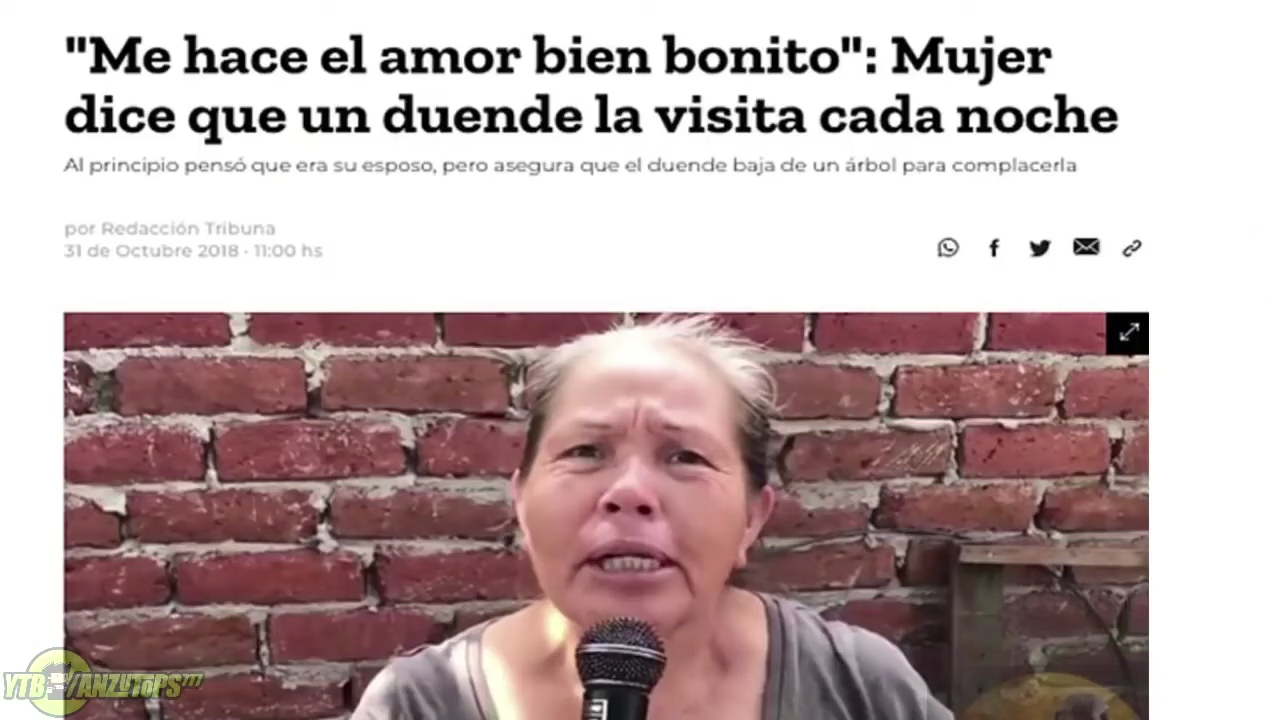 "Me hace el amor bien bonito": Mujer
dice que un duende la visita cada noche
Al principio pensó que era su esposo, pero asegura que el duende baja de un árbol para complacerla
por Redacción Tribuna
31 de Octubre 2018 - 11:00 hs
YTB /ANZUTOPS™